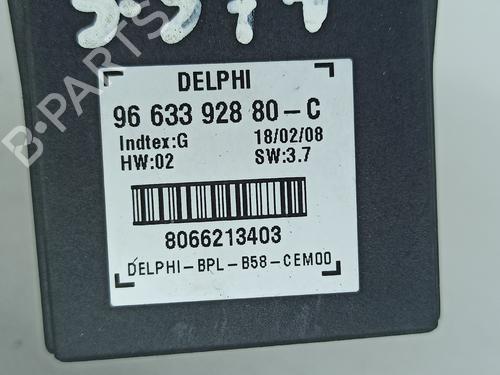 DELPHI
96 633 928 80-C
Indtex:G 18/02/08
HW:02 SW:3.7
8066213403
DELPHI-BPL-B58-CEM00
B-PARTS